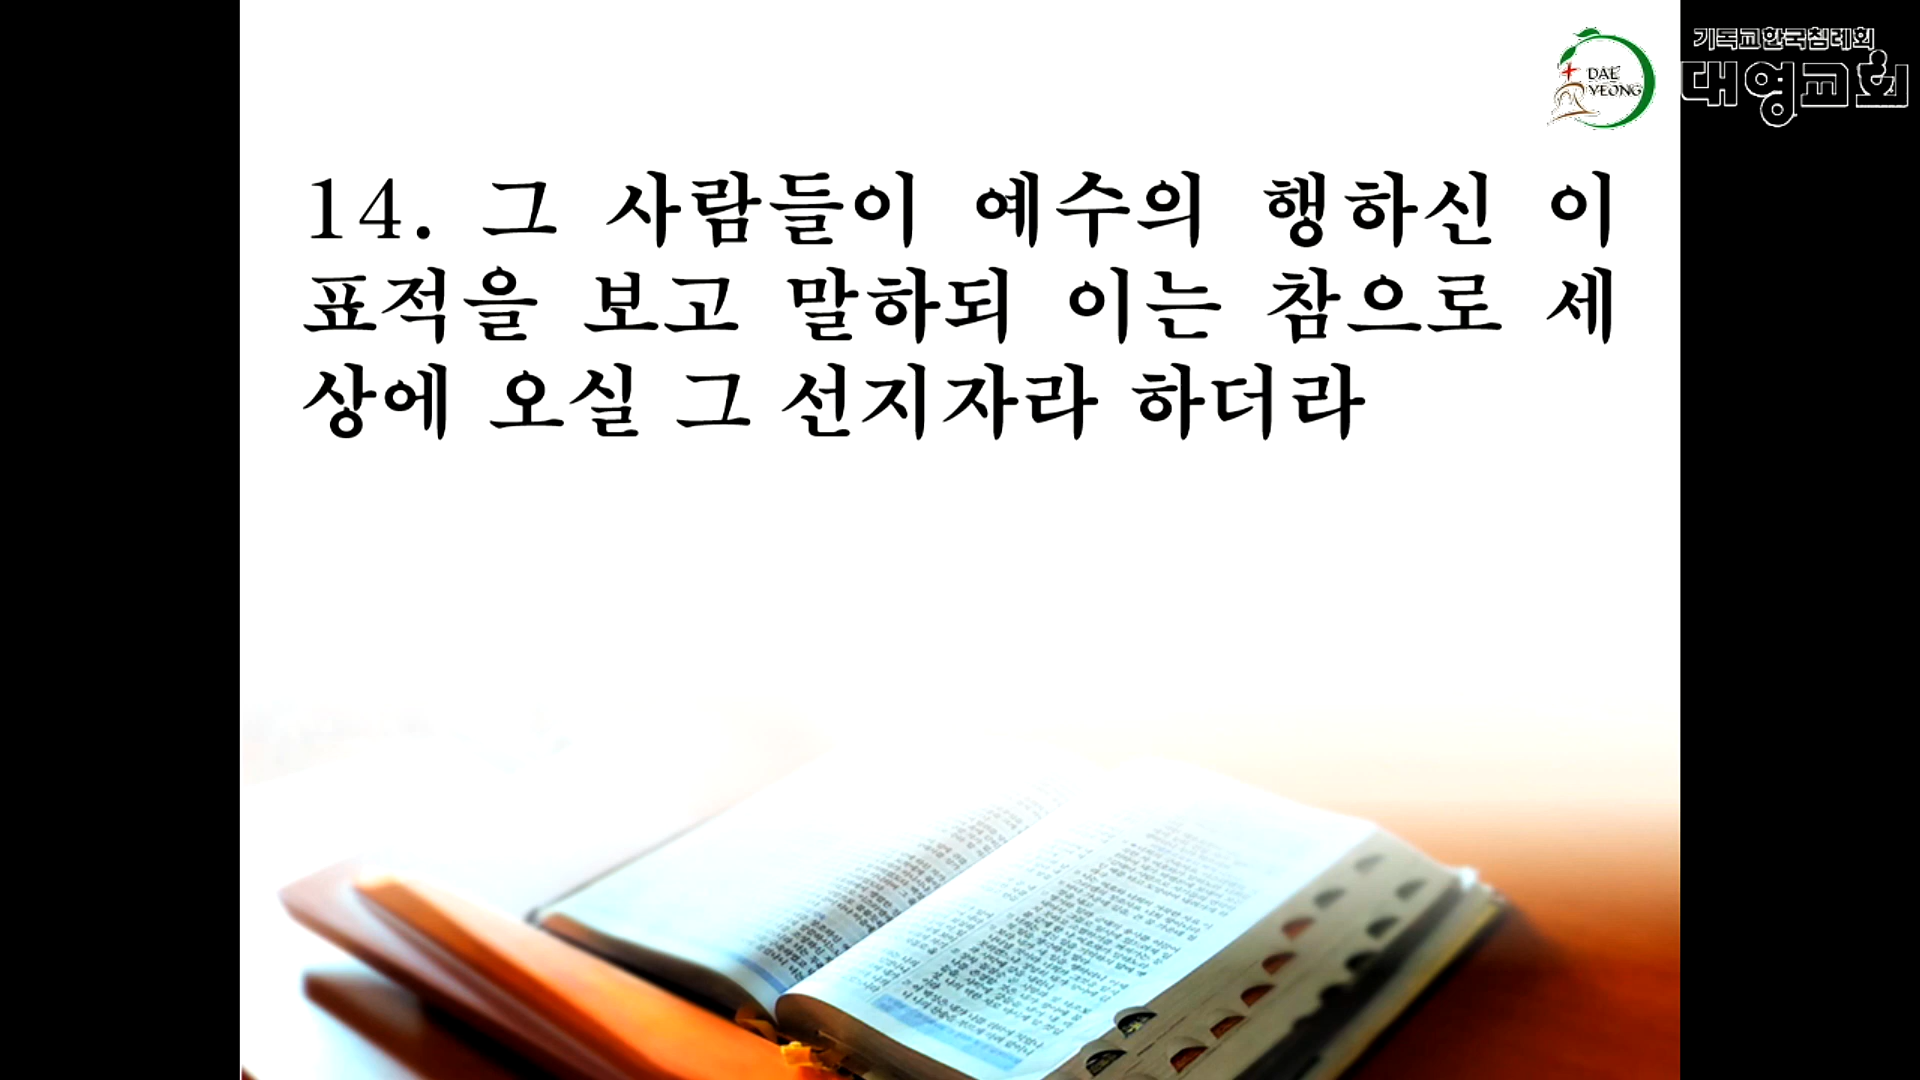 기독교한국침례회
대영교회
DAE
YEONG
14. 그 사람들이 예수의 행하신 이
표적을 보고 말하되 이는 참으로 세
상에 오실 그 선지자라 하더라